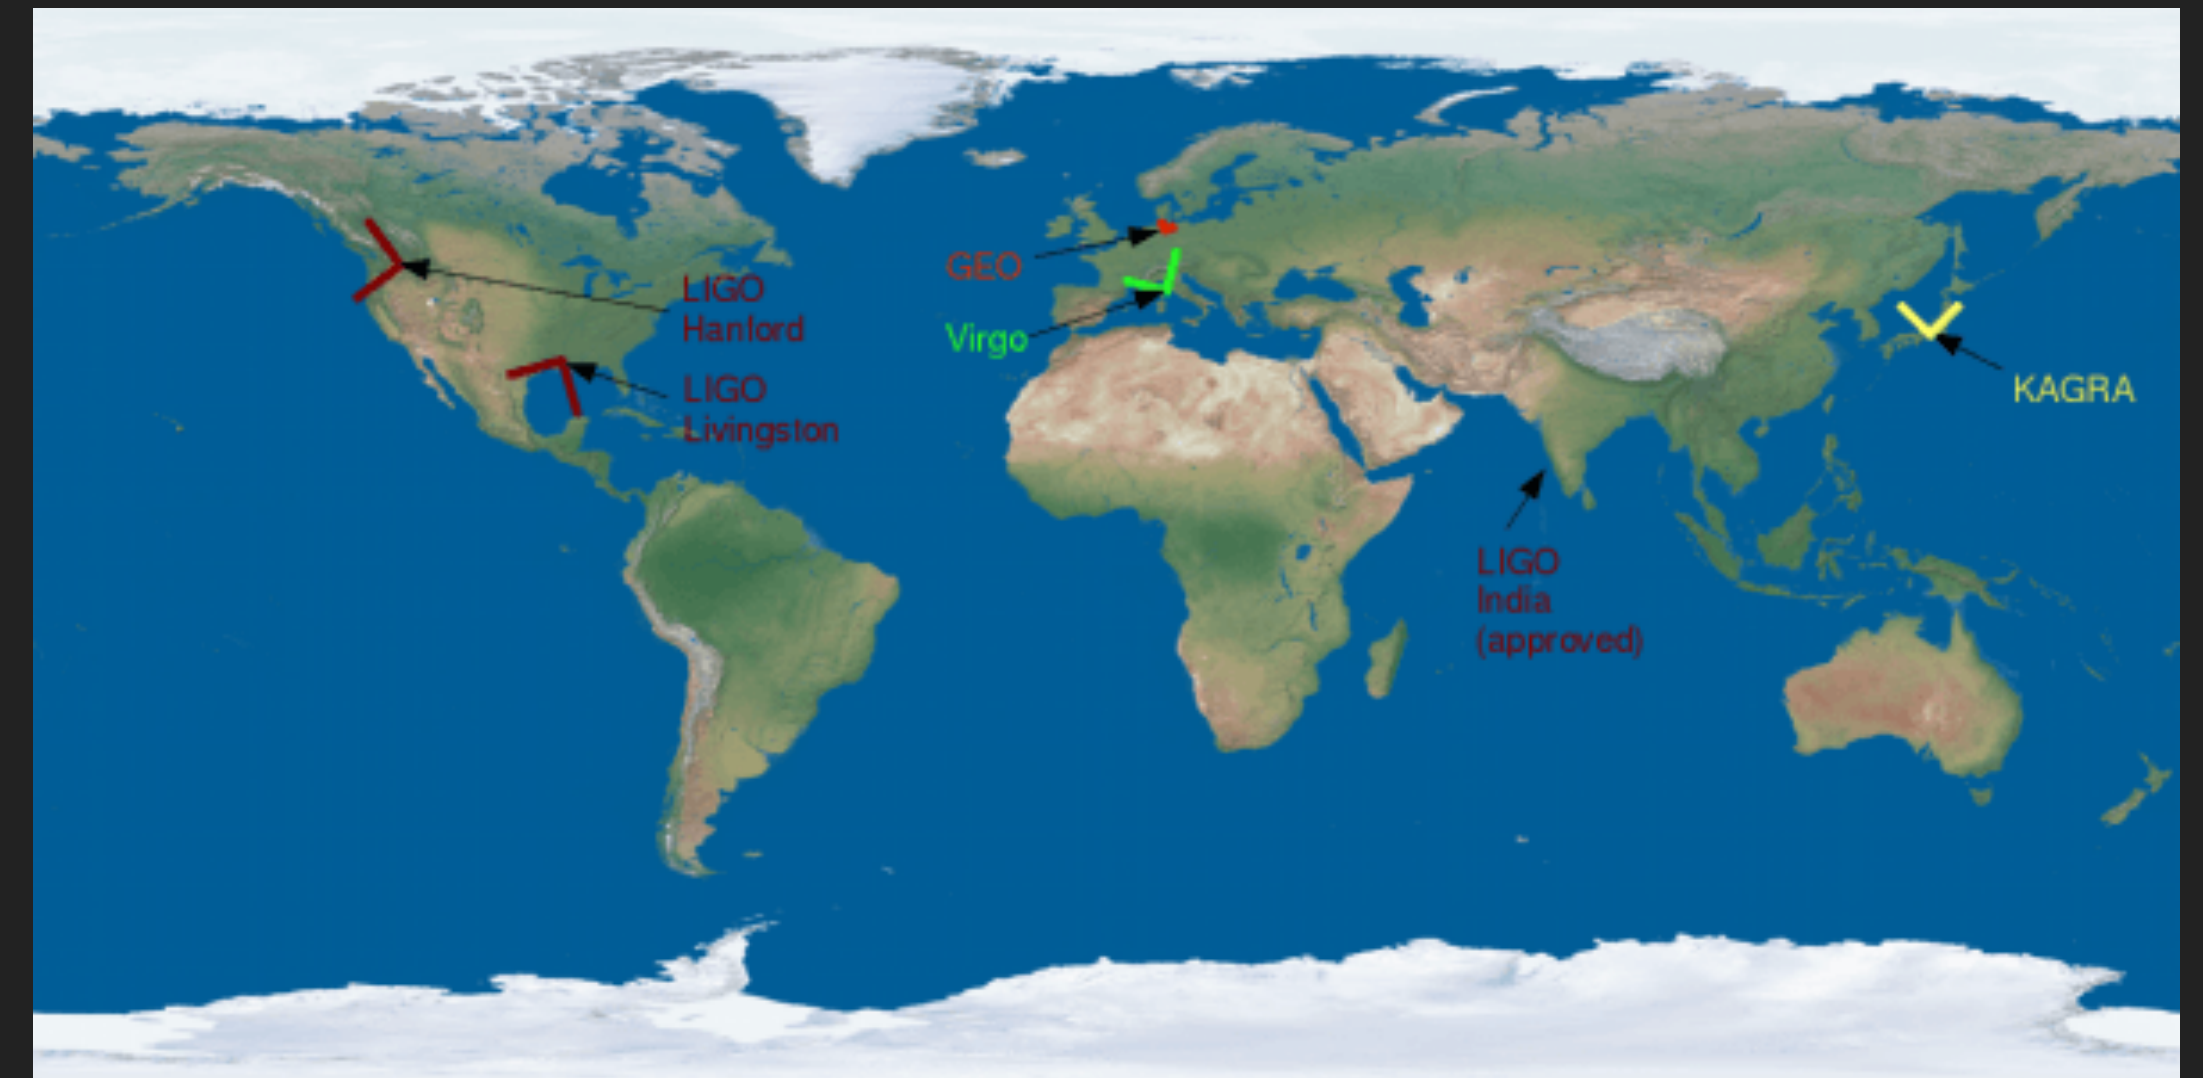 LIGO
Hanford
LIGO
Livingston
GEO
Virgo
LIGO
India
(approved)
KAGRA